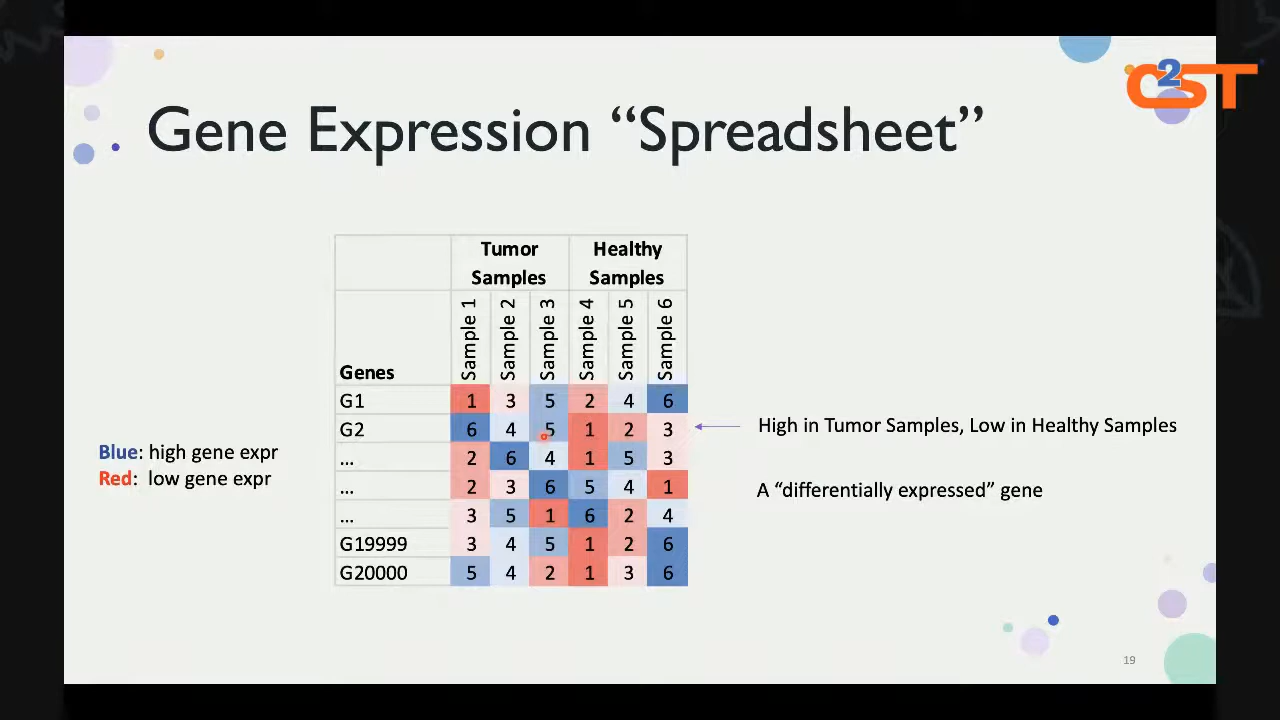 C2ST
Gene Expression “Spreadsheet”
Tumor Samples Healthy Samples
Genes Sample 1 Sample 2 Sample 3 Sample 4 Sample 5 Sample 6
G1 1 3 5 2 4 6
G2 6 4 5 1 2 3
... 2 6 4 1 5 3
... 2 3 6 5 4 1
... 3 5 1 6 2 4
G19999 3 4 5 1 2 6
G20000 5 4 2 1 3 6
Blue: high gene expr
Red: low gene expr
High in Tumor Samples, Low in Healthy Samples
A “differentially expressed” gene
19